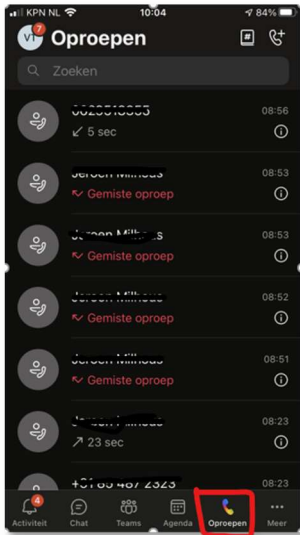 KPN NL 10:04 84%
VT 7 Oproepen #
Zoeken
08:56
5 sec
08:53
Gemiste oproep
08:53
Gemiste oproep
08:52
Gemiste oproep
08:51
Gemiste oproep
08:23
23 sec
2323 08:23
4
Activiteit Chat Teams Agenda Oproepen Meer